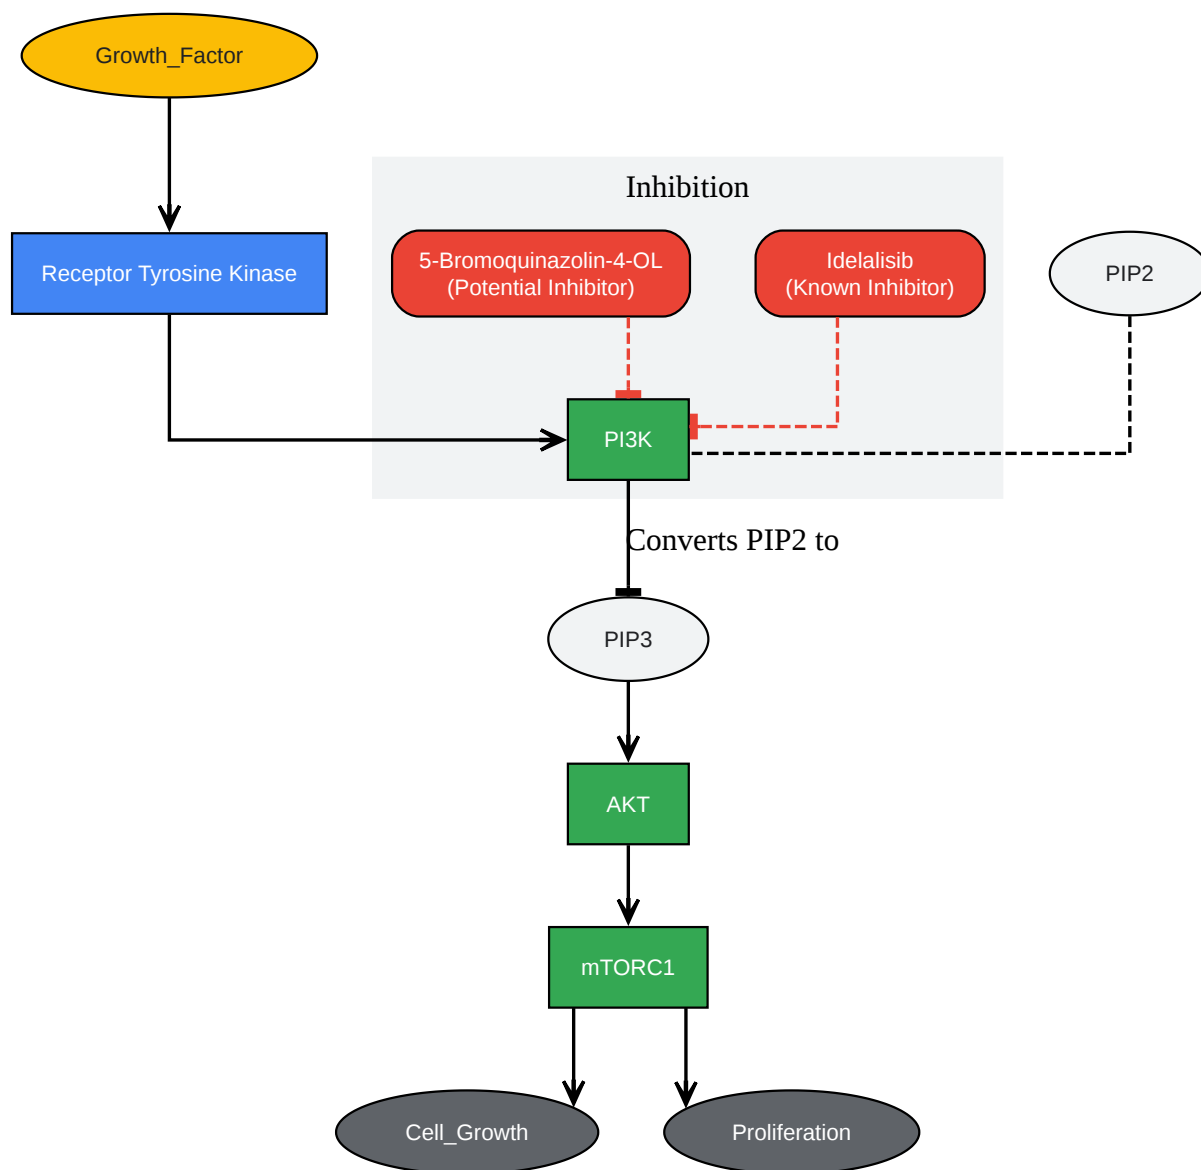 Growth_Factor
Inhibition
Receptor Tyrosine Kinase
5-Bromoquinazolin-4-OL
(Potential Inhibitor)
Idelalisib
(Known Inhibitor)
PIP2
PI3K
Converts PIP2 to
PIP3
AKT
mTORC1
Cell_Growth
Proliferation